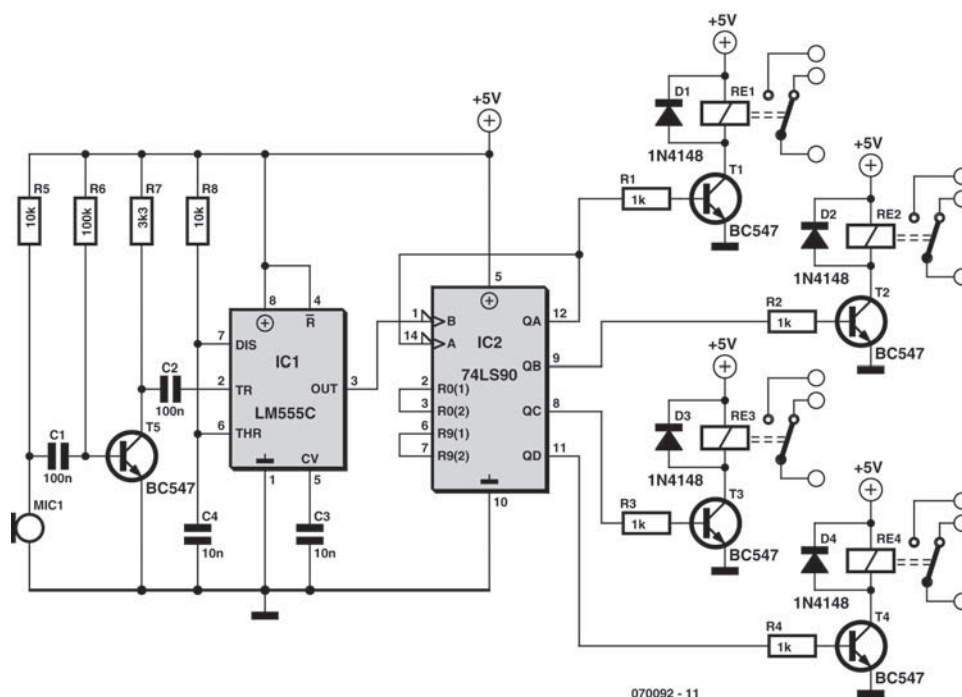 +5V
D1
RE1
1N4148
T1
R1
1k
BC547
+5V
D2
RE2
1N4148
T2
R2
1k
BC547
+5V
R5
10k
R6
100k
R7
3k3
R8
10k
8
4
R̅
7
DIS
IC1
C2
2
TR
OUT
3
100n
LM555C
6
THR
CV
1
5
T5
BC547
C1
100n
MIC1
C4
10n
C3
10n
5
1
B
14
A
IC2
74LS90
QA
12
QB
9
2
R0(1)
QC
8
3
R0(2)
6
R9(1)
7
R9(2)
QD
11
10
+5V
D3
RE3
1N4148
T3
R3
1k
BC547
+5V
D4
RE4
1N4148
T4
R4
1k
BC547
070092 - 11